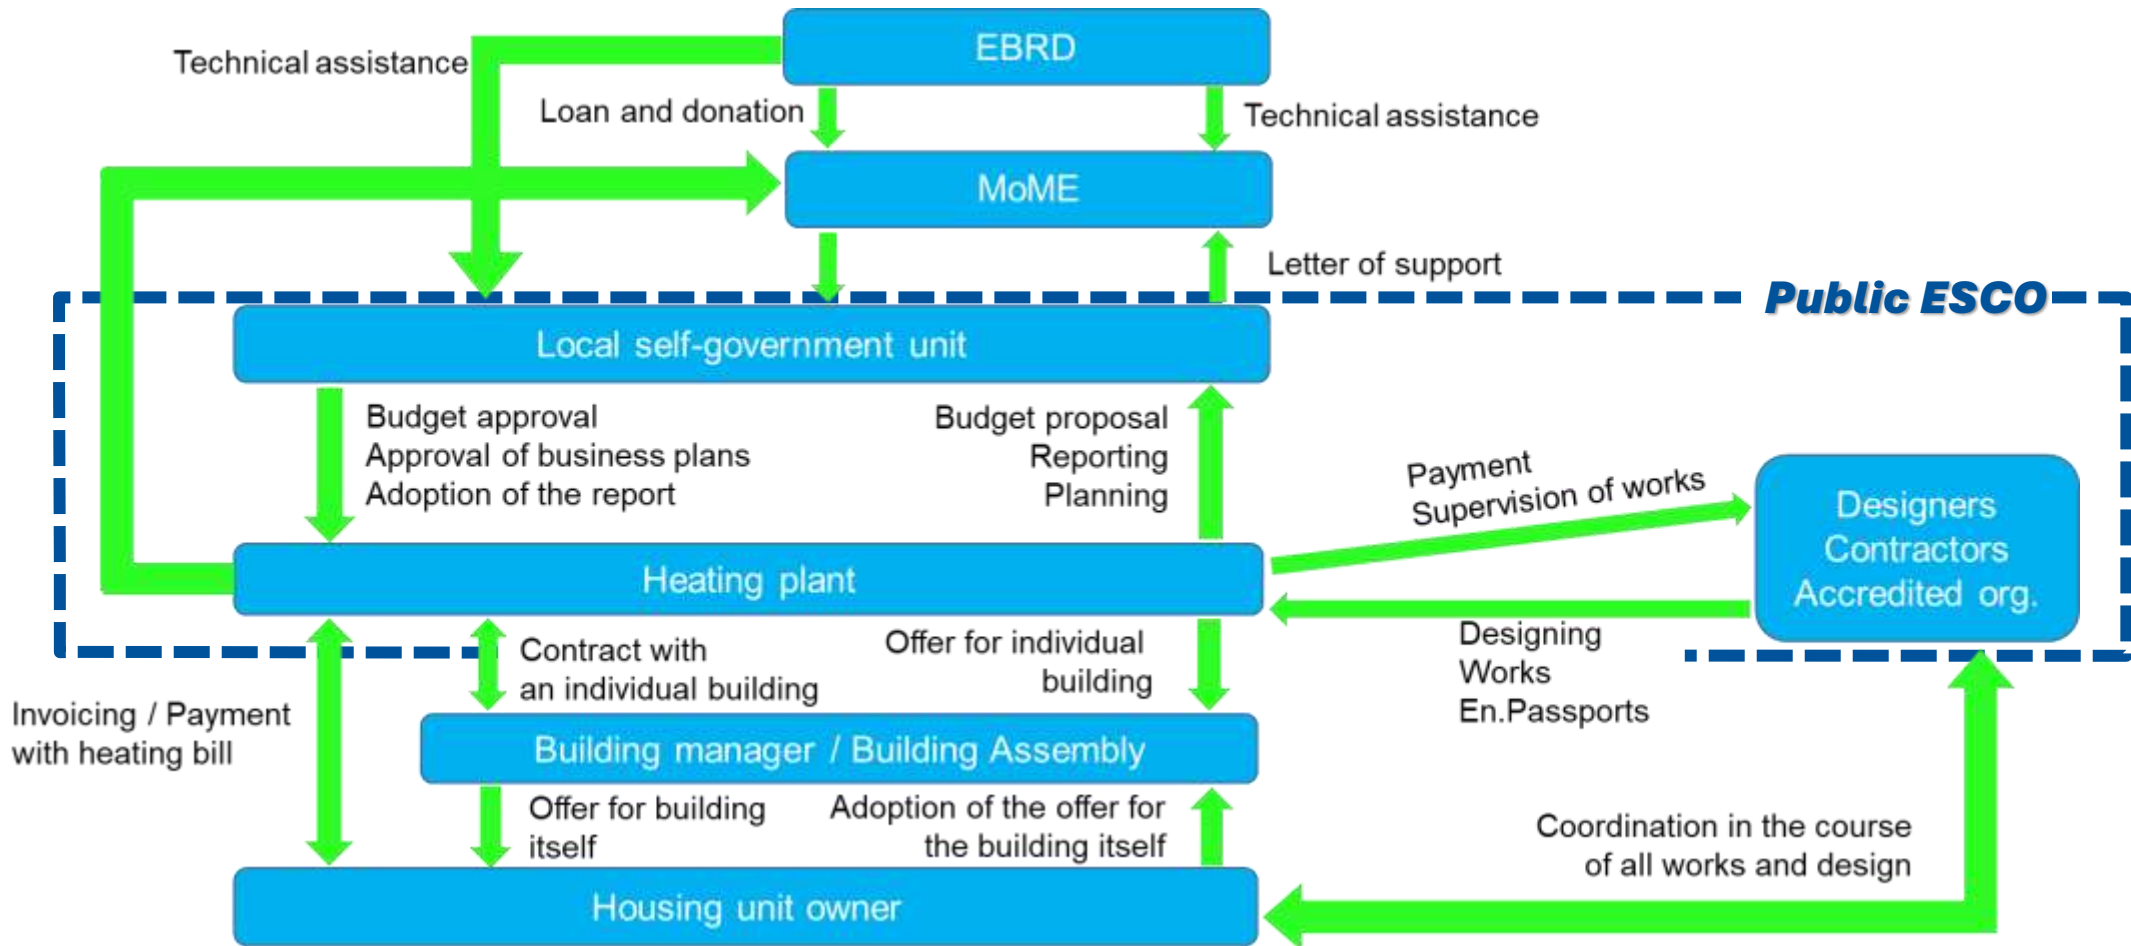 EBRD
Technical assistance
Loan and donation
Technical assistance
MoME
Letter of support
Public ESCO
Local self-government unit
Budget approval
Approval of business plans
Adoption of the report
Budget proposal
Reporting
Planning
Payment
Supervision of works
Designers
Contractors
Accredited org.
Heating plant
Designing
Works
En.Passports
Contract with
an individual building
Offer for individual
building
Invoicing / Payment
with heating bill
Building manager / Building Assembly
Offer for building
itself
Adoption of the offer for
the building itself
Coordination in the course
of all works and design
Housing unit owner